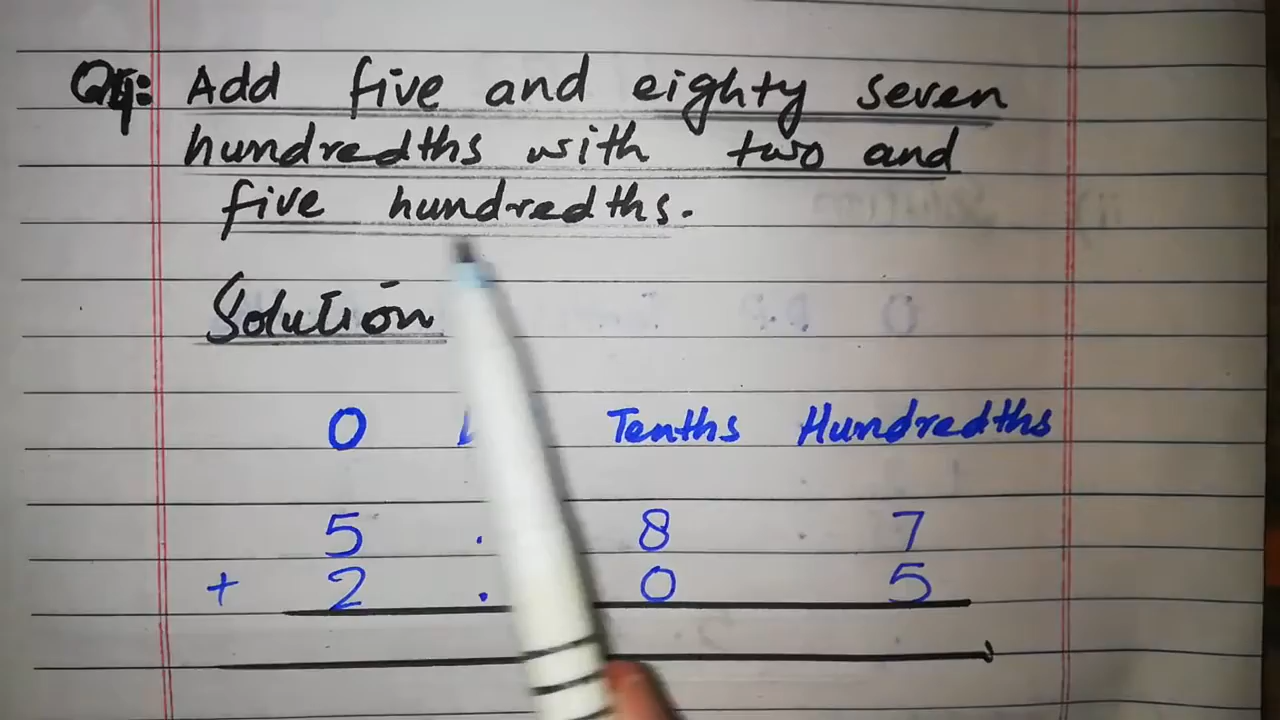 Q4: Add five and eighty seven
hundredths with two and
five hundredths.
Solution
O Tenths Hundredths
5 . 8 7
+ 2 . 0 5